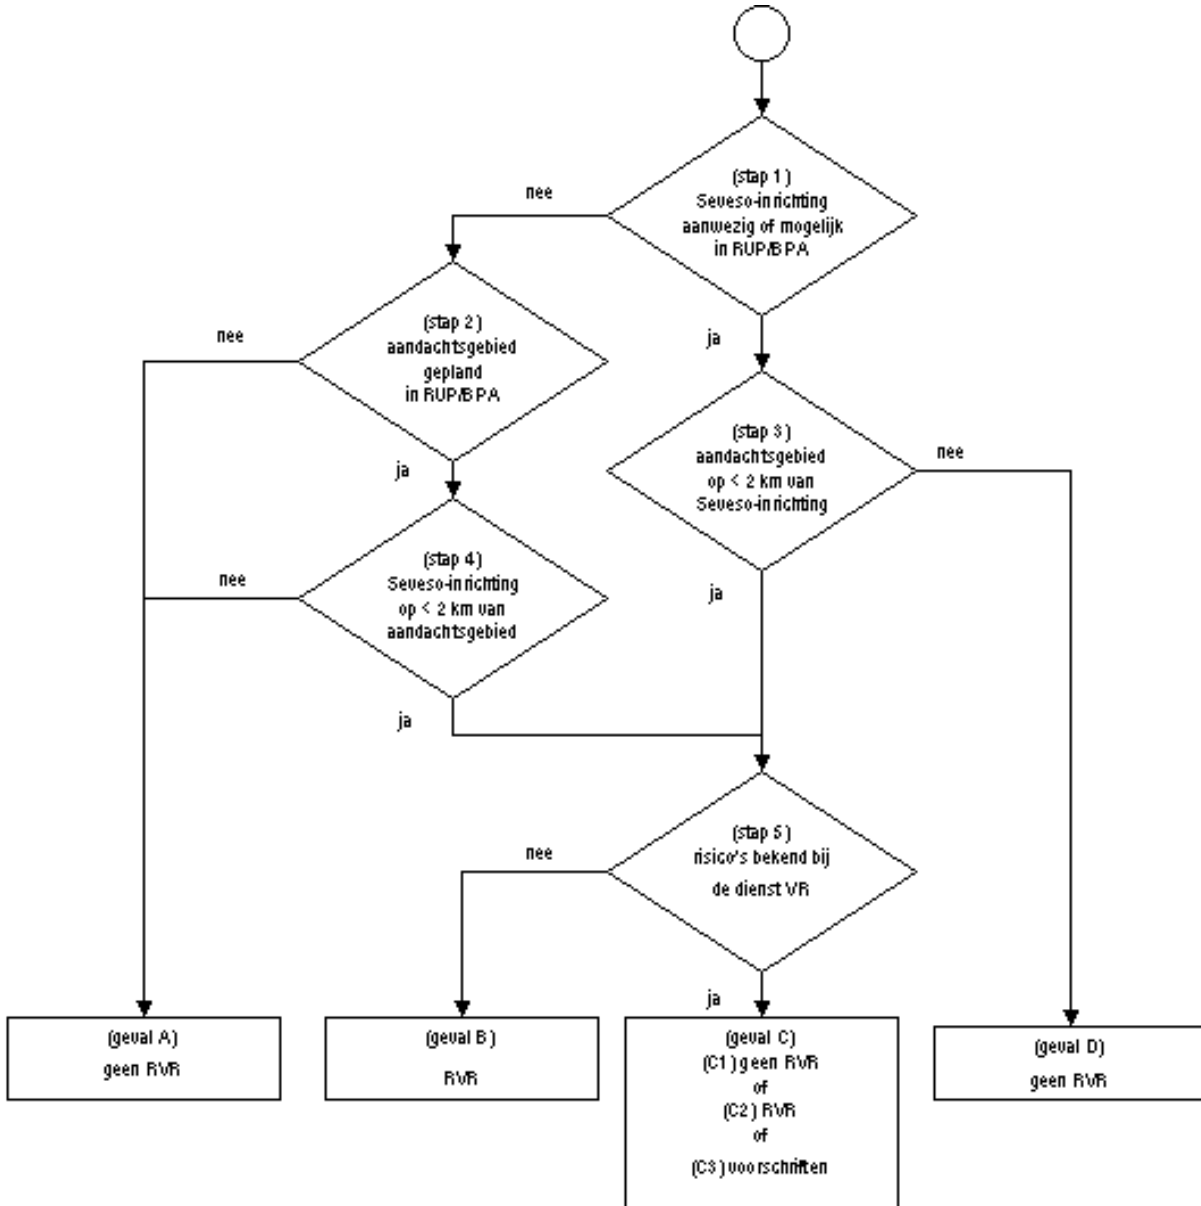 (stap 1)
Seveso-inrichting
aanwezig of mogelijk
in RUP/BPA
nee
ja
(stap 2)
aandachtsgebied
gepland
in RUP/BPA
nee
ja
(stap 3)
aandachtsgebied
op < 2 km van
Seveso-inrichting
nee
ja
(stap 4)
Seveso-inrichting
op < 2 km van
aandachtsgebied
nee
ja
(stap 5)
risico's bekend bij
de dienst VR
nee
ja
(geval A)
geen RVR
(geval B)
RVR
(geval C)
(C1) geen RVR
of
(C2) RVR
of
(C3) voorschriften
(geval D)
geen RVR